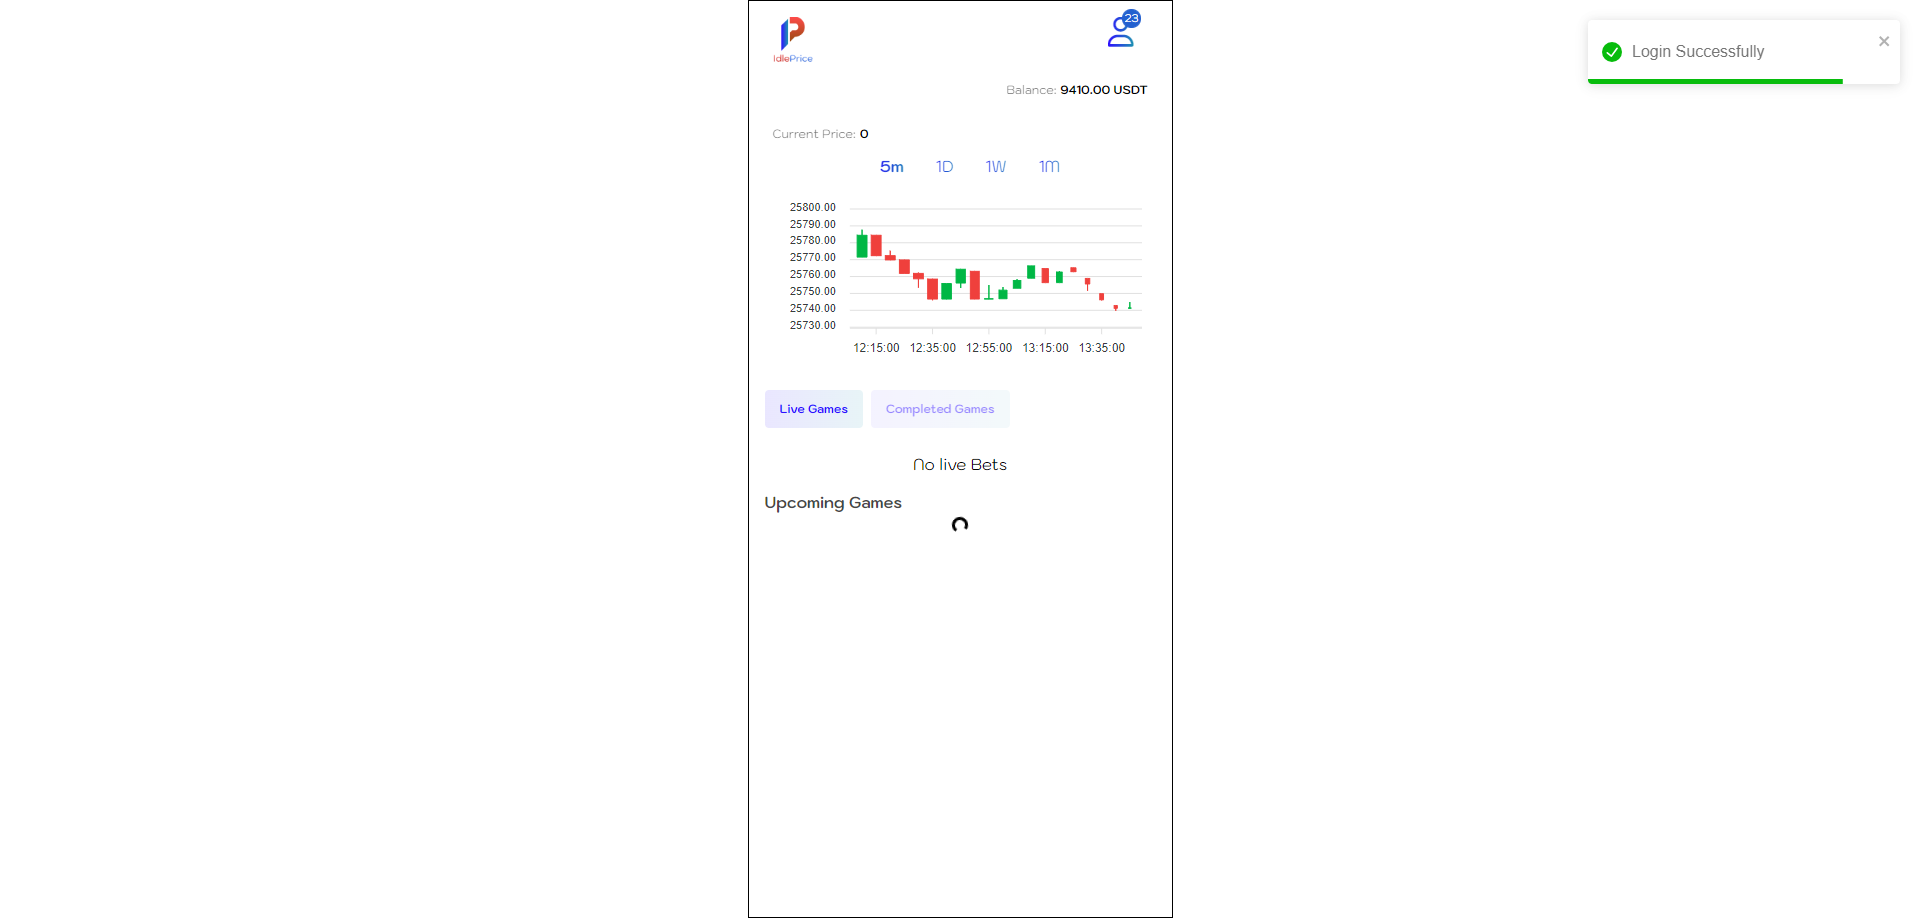 23
IdlePrice
Login Successfully
Balance: 9410.00 USDT
Current Price: 0
5m 1D 1W 1M
25800.00
25790.00
25780.00
25770.00
25760.00
25750.00
25740.00
25730.00
12:15:00 12:35:00 12:55:00 13:15:00 13:35:00
Live Games Completed Games
No live Bets
Upcoming Games